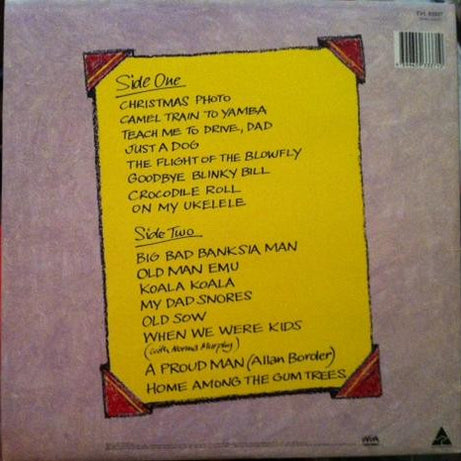 Side One
CHRISTMAS PHOTO
CAMEL TRAIN TO YAMBA
TEACH ME TO DRIVE, DAD
JUST A DOG
THE FLIGHT OF THE BLOWFLY
GOODBYE BLINKY BILL
CROCODILE ROLL
ON MY UKELELE
Side Two
BIG BAD BANKSIA MAN
OLD MAN EMU
KOALA KOALA
MY DAD SNORES
OLD SOW
WHEN WE WERE KIDS
(with Norma Murphy)
A PROUD MAN (Allan Border)
HOME AMONG THE GUM TREES